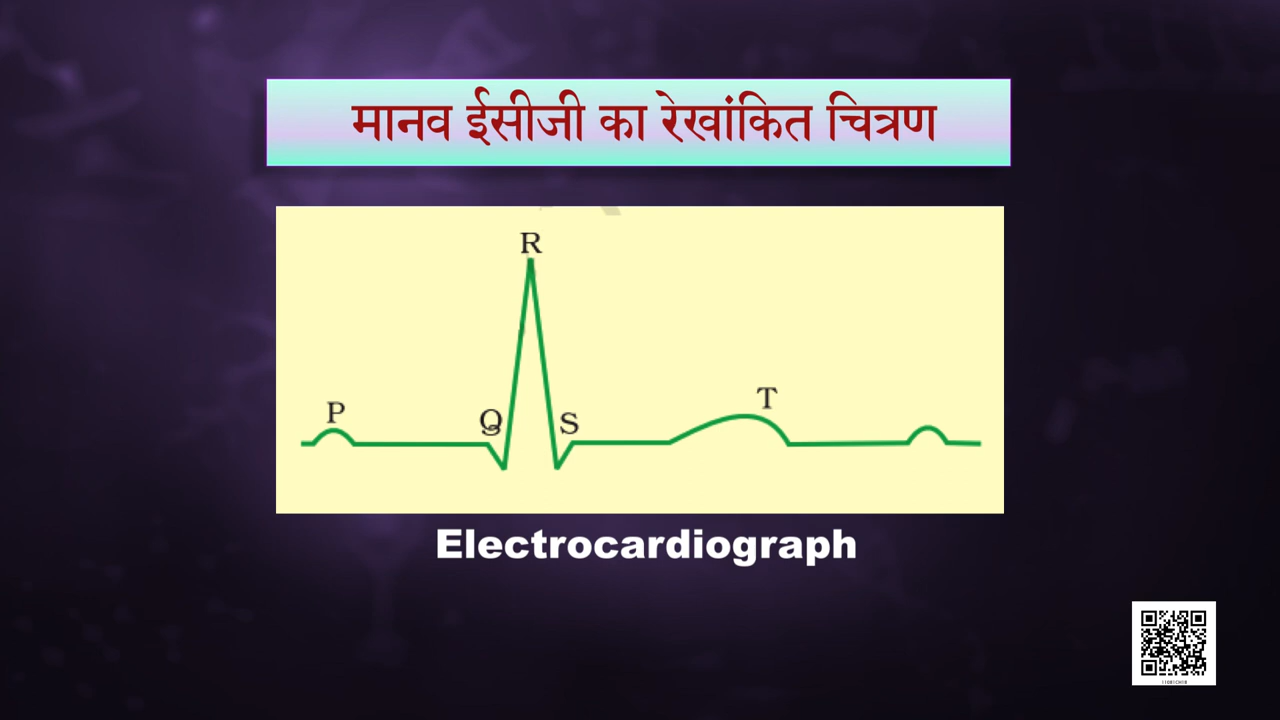 मानव ईसीजी का रेखांकित चित्रण
R
P
Q
S
T
Electrocardiograph